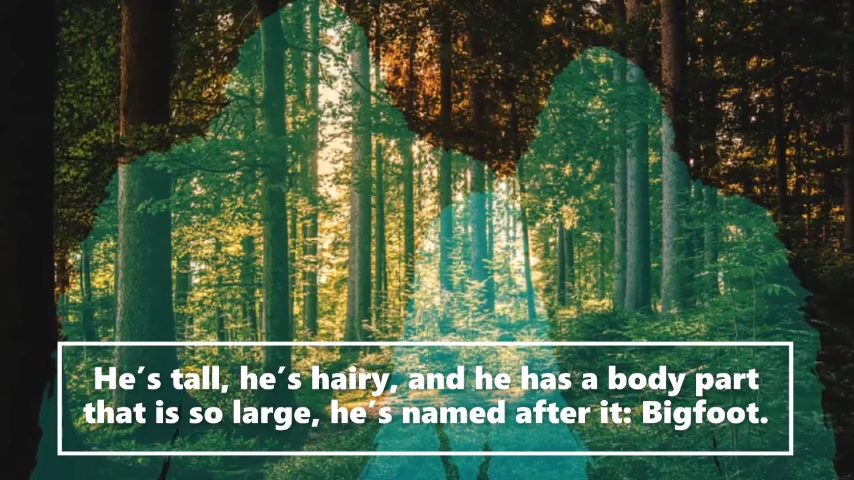 He’s tall, he’s hairy, and he has a body part
that is so large, he’s named after it: Bigfoot.